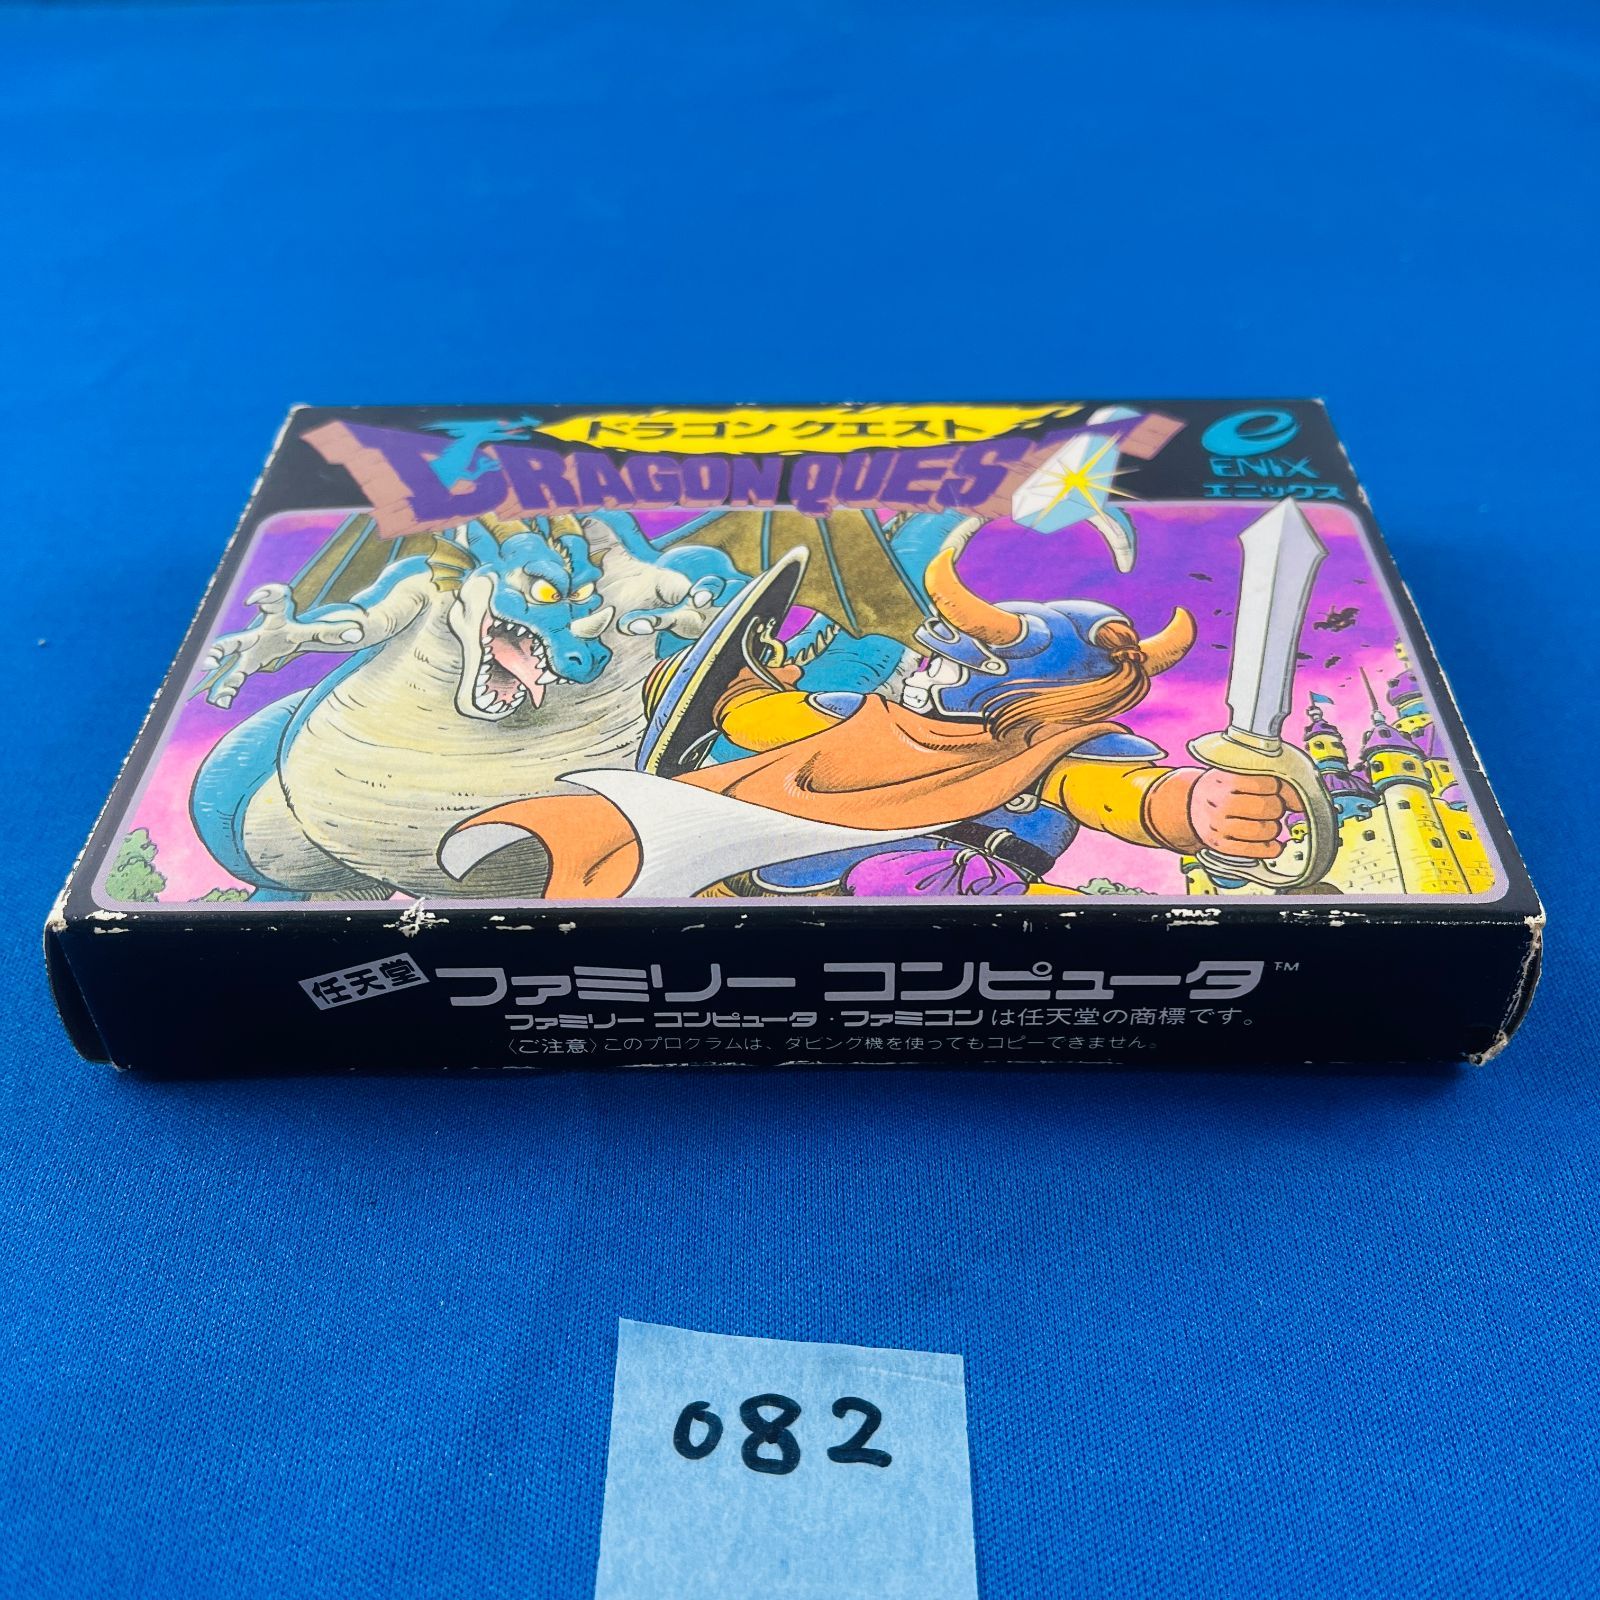 ドラゴンクエスト
DRAGON QUEST
ENIX
エニックス
任天堂 ファミリー コンピュータ™
ファミリー コンピュータ・ファミコン は任天堂の商標です。
〈ご注意〉このプログラムは、ダビング機を使ってもコピーできません。
082